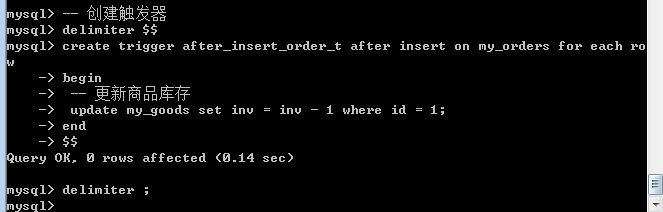 mysql> -- 创建触发器
mysql> delimiter $$
mysql> create trigger after_insert_order_t after insert on my_orders for each ro
w
    -> begin
    ->  -- 更新商品库存
    ->  update my_goods set inv = inv - 1 where id = 1;
    -> end
    -> $$
Query OK, 0 rows affected (0.14 sec)
mysql> delimiter ;
mysql>